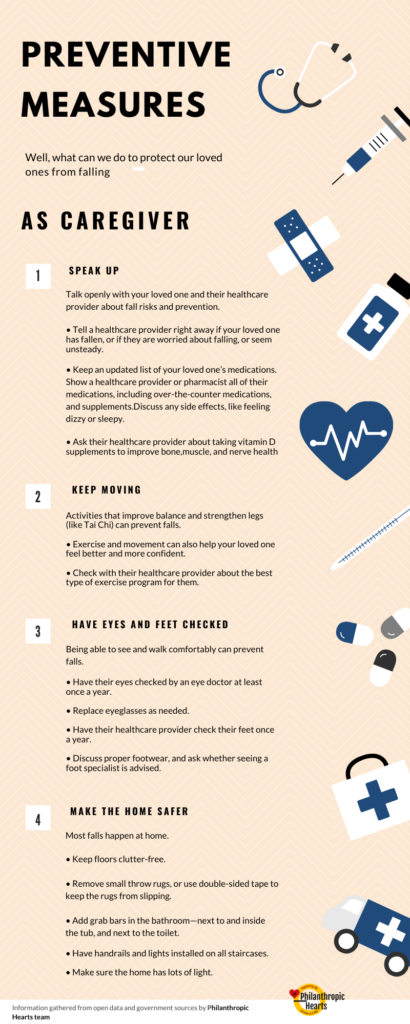 PREVENTIVE
MEASURES
Well, what can we do to protect our loved
ones from falling
AS CAREGIVER
1
SPEAK UP
Talk openly with your loved one and their healthcare
provider about fall risks and prevention.
• Tell a healthcare provider right away if your loved one
has fallen, or if they are worried about falling, or seem
unsteady.
• Keep an updated list of your loved one's medications.
Show a healthcare provider or pharmacist all of their
medications, including over-the-counter medications,
and supplements.Discuss any side effects, like feeling
dizzy or sleepy.
• Ask their healthcare provider about taking vitamin D
supplements to improve bone,muscle, and nerve health
2
KEEP MOVING
Activities that improve balance and strengthen legs
(like Tai Chi) can prevent falls.
• Exercise and movement can also help your loved one
feel better and more confident.
• Check with their healthcare provider about the best
type of exercise program for them.
3
HAVE EYES AND FEET CHECKED
Being able to see and walk comfortably can prevent
falls.
• Have their eyes checked by an eye doctor at least
once a year.
• Replace eyeglasses as needed.
• Have their healthcare provider check their feet once
a year.
• Discuss proper footwear, and ask whether seeing a
foot specialist is advised.
4
MAKE THE HOME SAFER
Most falls happen at home.
• Keep floors clutter-free.
• Remove small throw rugs, or use double-sided tape to
keep the rugs from slipping.
• Add grab bars in the bathroom—next to and inside
the tub, and next to the toilet.
• Have handrails and lights installed on all staircases.
• Make sure the home has lots of light.
Philanthropic
Hearts
Information gathered from open data and government sources by Philanthropic
Hearts team